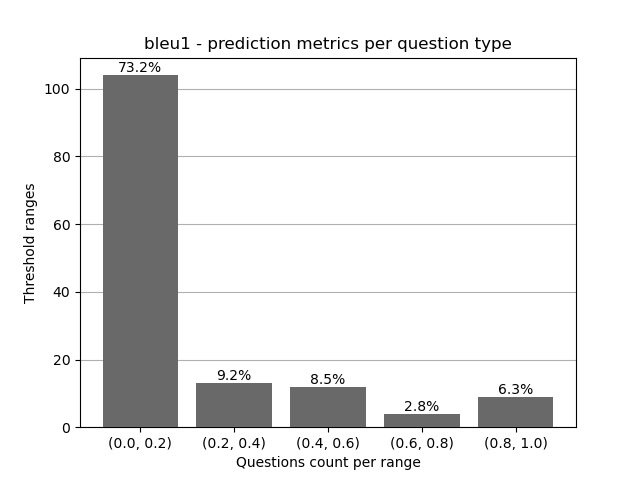 bleu1 - prediction metrics per question type
Threshold ranges
100
80
60
40
20
0
73.2%
9.2%
8.5%
2.8%
6.3%
(0.0, 0.2) (0.2, 0.4) (0.4, 0.6) (0.6, 0.8) (0.8, 1.0)
Questions count per range